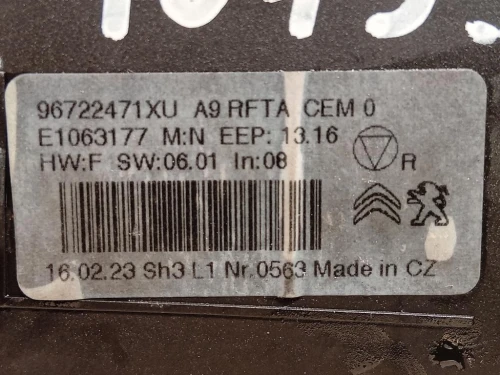 96722471XU A9 RFTA CEM 0
E1063177 M:N EEP: 13.16
HW:F SW:06.01 In:08
R
16.02.23 Sh3 L1 Nr.0563 Made in CZ